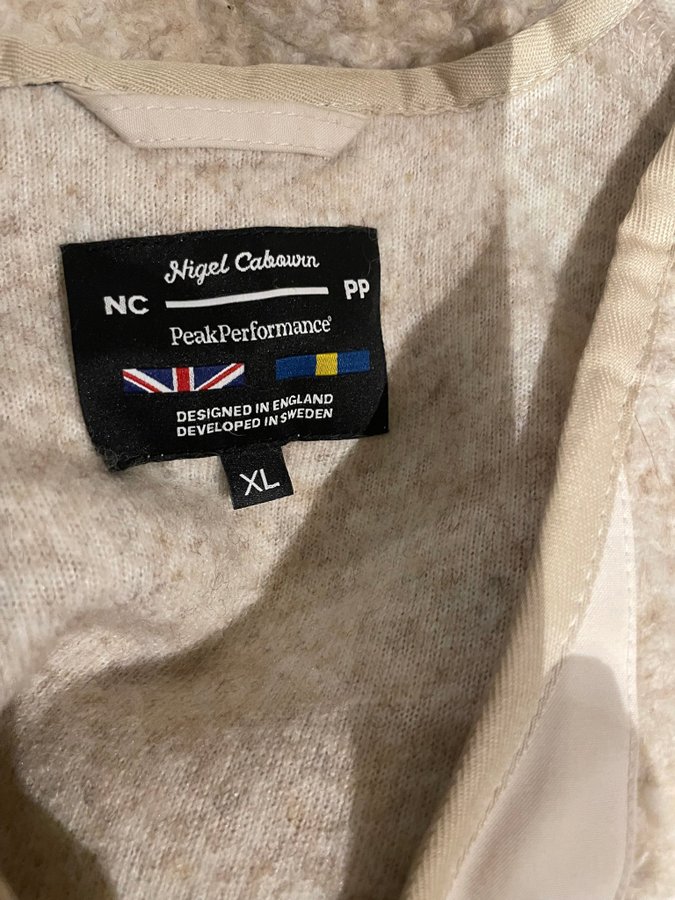 Nigel Cabourn
NC PP
PeakPerformance®
DESIGNED IN ENGLAND
DEVELOPED IN SWEDEN
XL